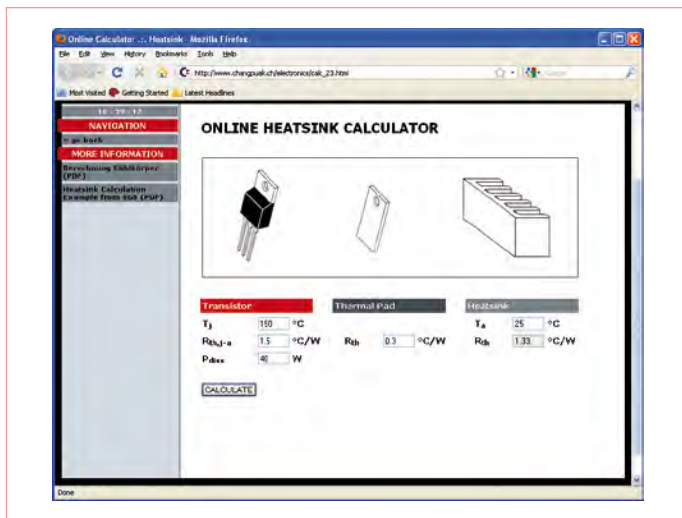 Online Calculator .:. Heatsink - Mozilla Firefox
File Edit View History Bookmarks Tools Help
http://www.changpuak.ch/electronics/calc_23.html
Most Visited Getting Started Latest Headlines
NAVIGATION
« go back
MORE INFORMATION
Berechnung Kühlkörper
(PDF)
Heatsink Calculation
Example from SGS (PDF)
ONLINE HEATSINK CALCULATOR
Transistor Thermal Pad Heatsink
Tj 150 °C Ta 25 °C
Rth,j-a 1.5 °C/W Rth 0.3 °C/W Rth 1.33 °C/W
Pdiss 40 W
CALCULATE
Done